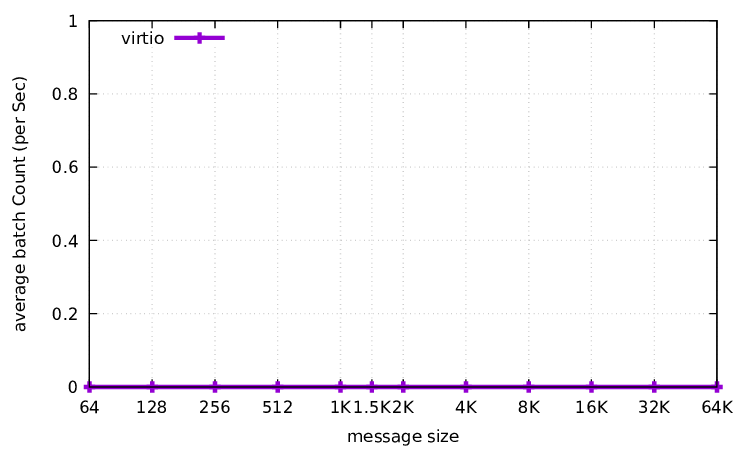 1
virtio
0.8
0.6
0.4
0.2
0
average batch Count (per Sec)
64 128 256 512 1K 1.5K 2K 4K 8K 16K 32K 64K
message size